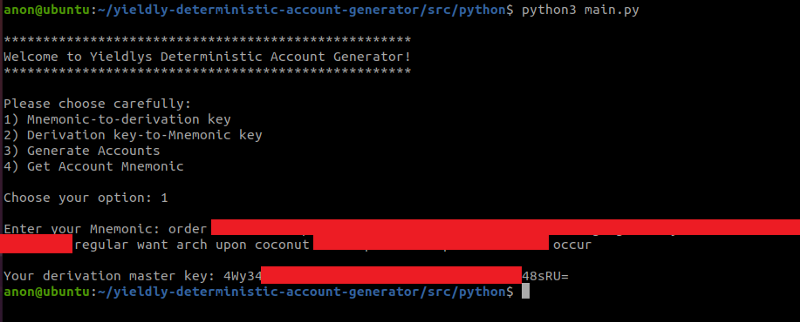 anon@ubuntu:~/yieldly-deterministic-account-generator/src/python$ python3 main.py
****************************************************
Welcome to Yieldlys Deterministic Account Generator!
****************************************************
Please choose carefully:
1) Mnemonic-to-derivation key
2) Derivation key-to-Mnemonic key
3) Generate Accounts
4) Get Account Mnemonic
Choose your option: 1
Enter your Mnemonic: order
regular want arch upon coconut occur
Your derivation master key: 4Wy34 48sRU=
anon@ubuntu:~/yieldly-deterministic-account-generator/src/python$